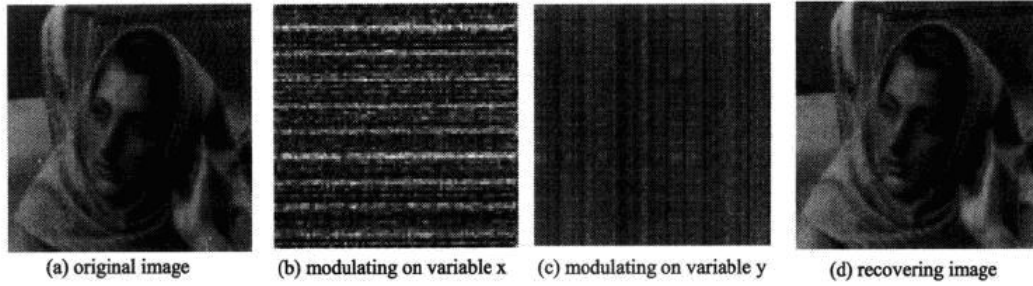 (a) original image
(b) modulating on variable x
(c) modulating on variable y
(d) recovering image